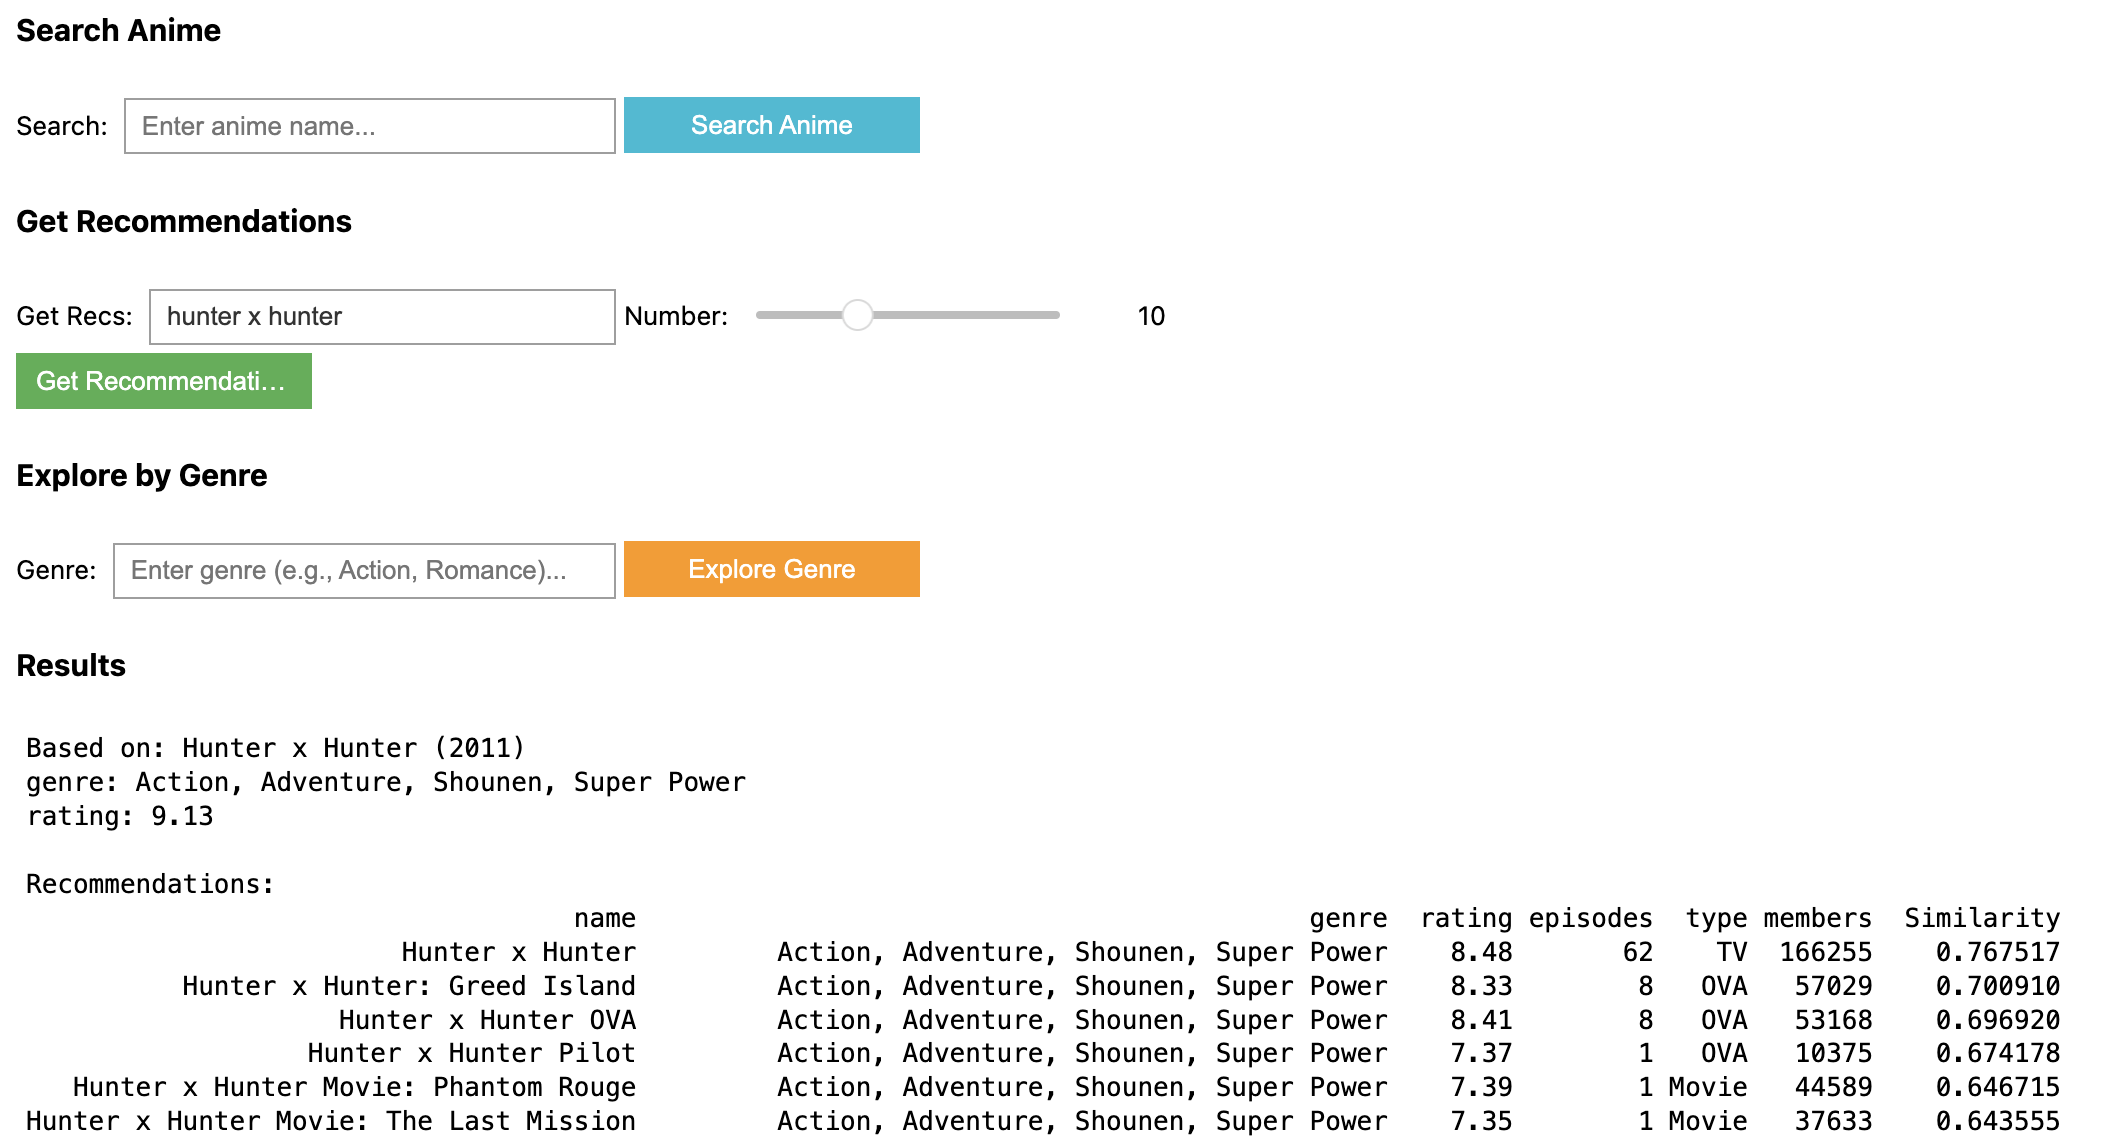 Search Anime
Search: Enter anime name... Search Anime
Get Recommendations
Get Recs: hunter x hunter Number: 10
Get Recommendati...
Explore by Genre
Genre: Enter genre (e.g., Action, Romance)... Explore Genre
Results
Based on: Hunter x Hunter (2011)
genre: Action, Adventure, Shounen, Super Power
rating: 9.13
Recommendations:
name genre rating episodes type members Similarity
Hunter x Hunter Action, Adventure, Shounen, Super Power 8.48 62 TV 166255 0.767517
Hunter x Hunter: Greed Island Action, Adventure, Shounen, Super Power 8.33 8 OVA 57029 0.700910
Hunter x Hunter OVA Action, Adventure, Shounen, Super Power 8.41 8 OVA 53168 0.696920
Hunter x Hunter Pilot Action, Adventure, Shounen, Super Power 7.37 1 OVA 10375 0.674178
Hunter x Hunter Movie: Phantom Rouge Action, Adventure, Shounen, Super Power 7.39 1 Movie 44589 0.646715
Hunter x Hunter Movie: The Last Mission Action, Adventure, Shounen, Super Power 7.35 1 Movie 37633 0.643555